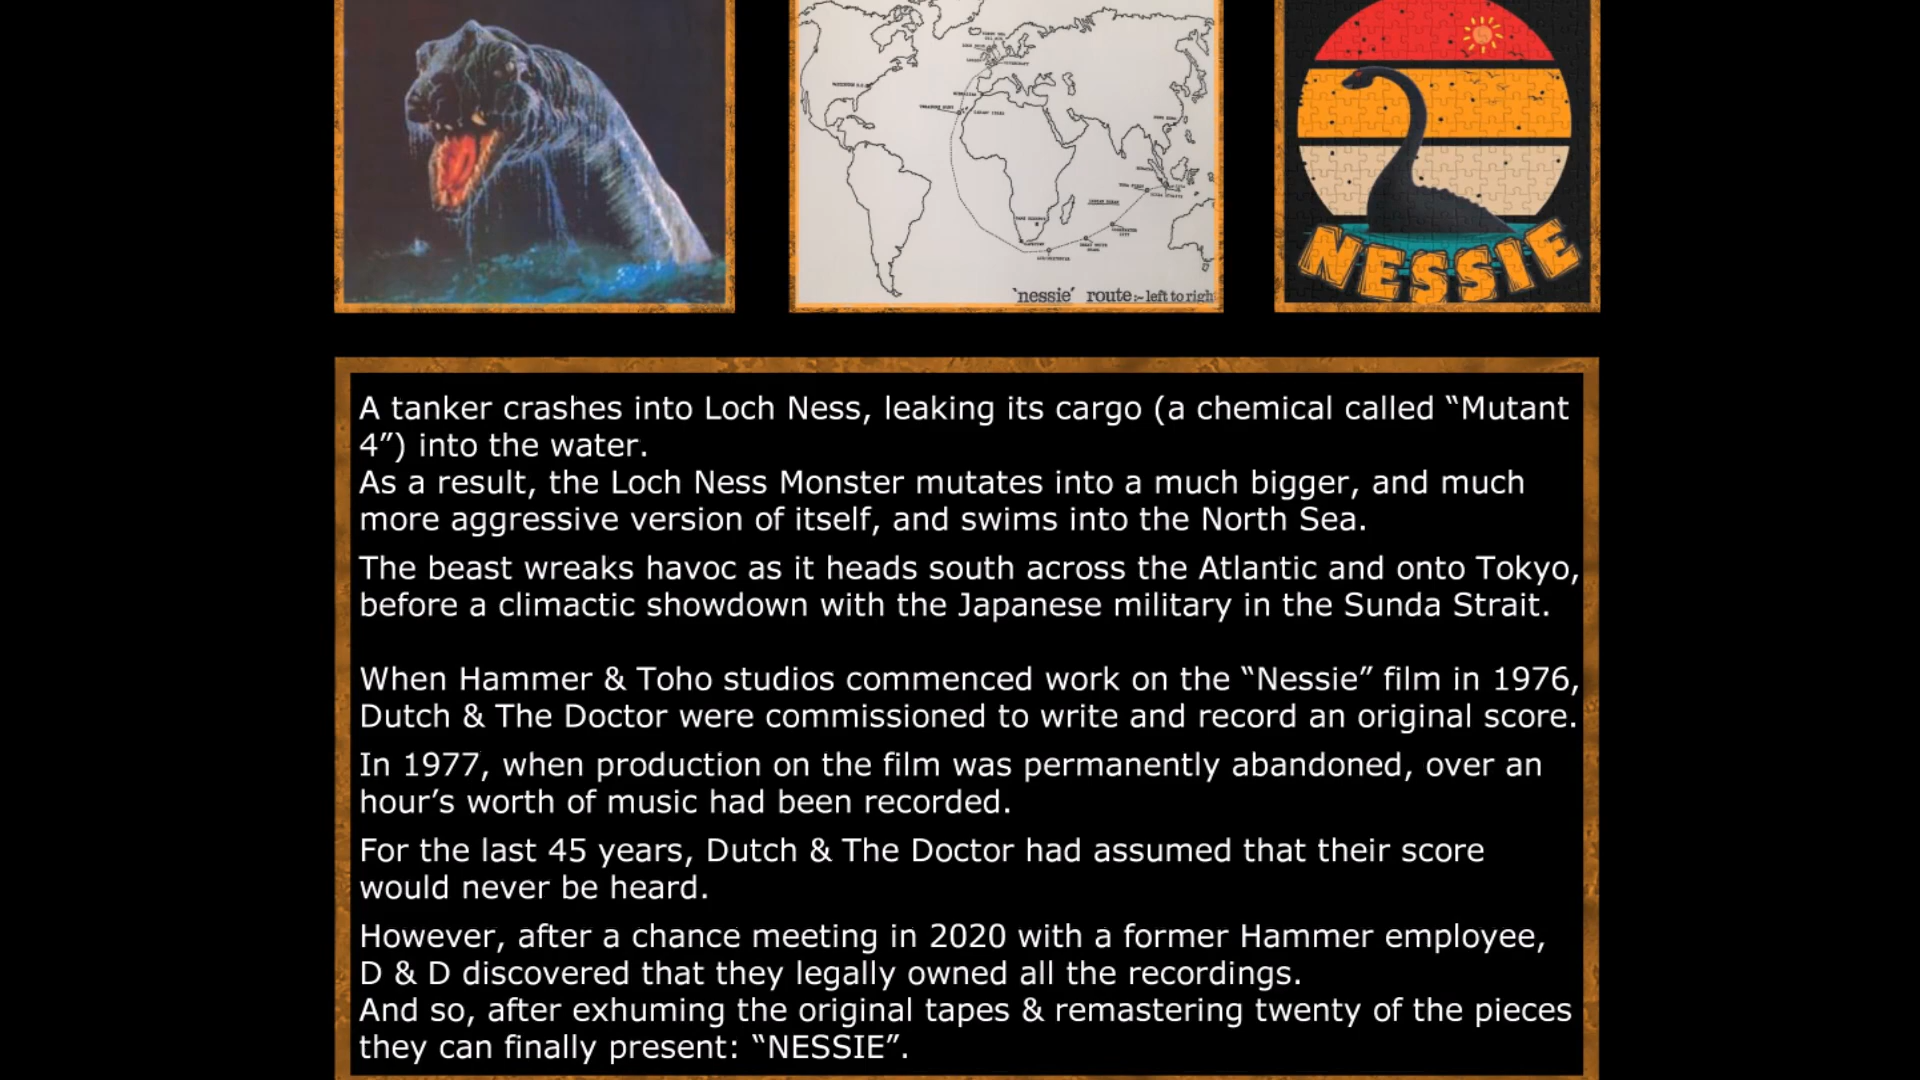 'nessie' route:- left to righ
NESSIE
A tanker crashes into Loch Ness, leaking its cargo (a chemical called “Mutant
4”) into the water.
As a result, the Loch Ness Monster mutates into a much bigger, and much
more aggressive version of itself, and swims into the North Sea.
The beast wreaks havoc as it heads south across the Atlantic and onto Tokyo,
before a climactic showdown with the Japanese military in the Sunda Strait.
When Hammer & Toho studios commenced work on the “Nessie” film in 1976,
Dutch & The Doctor were commissioned to write and record an original score.
In 1977, when production on the film was permanently abandoned, over an
hour’s worth of music had been recorded.
For the last 45 years, Dutch & The Doctor had assumed that their score
would never be heard.
However, after a chance meeting in 2020 with a former Hammer employee,
D & D discovered that they legally owned all the recordings.
And so, after exhuming the original tapes & remastering twenty of the pieces
they can finally present: “NESSIE”.